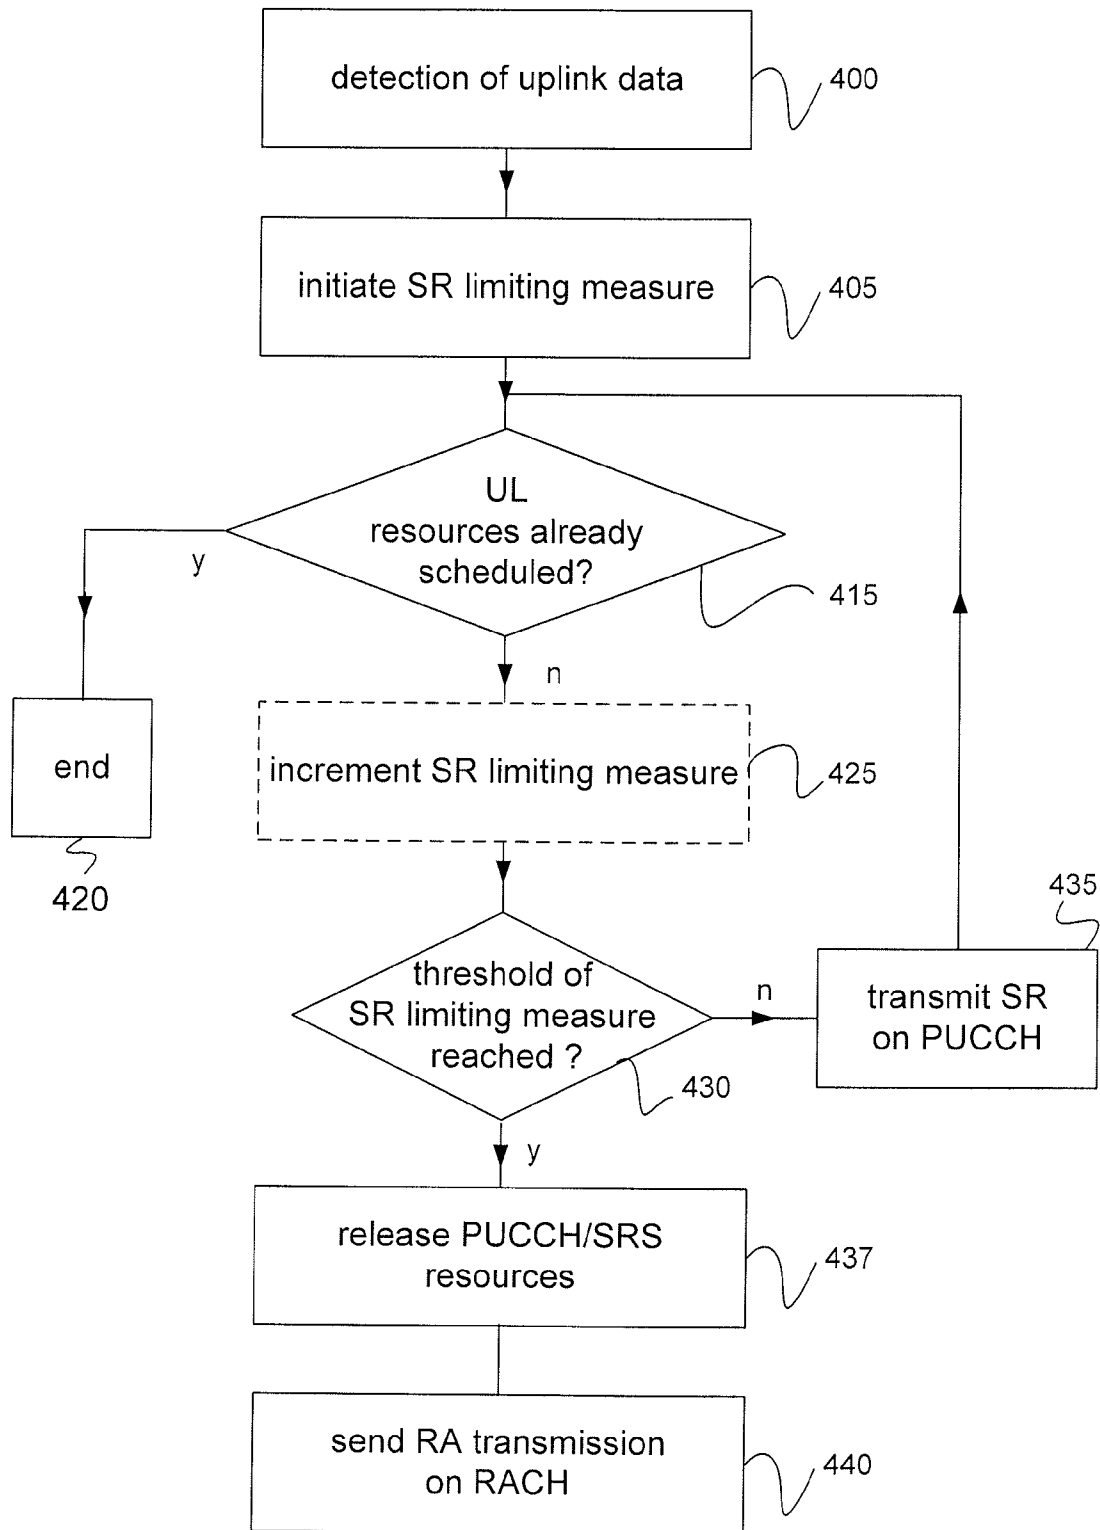 detection of uplink data
400
initiate SR limiting measure
405
UL
resources already
scheduled?
415
y
n
end
420
increment SR limiting measure
425
threshold of
SR limiting measure
reached ?
430
n
435
transmit SR
on PUCCH
y
release PUCCH/SRS
resources
437
send RA transmission
on RACH
440